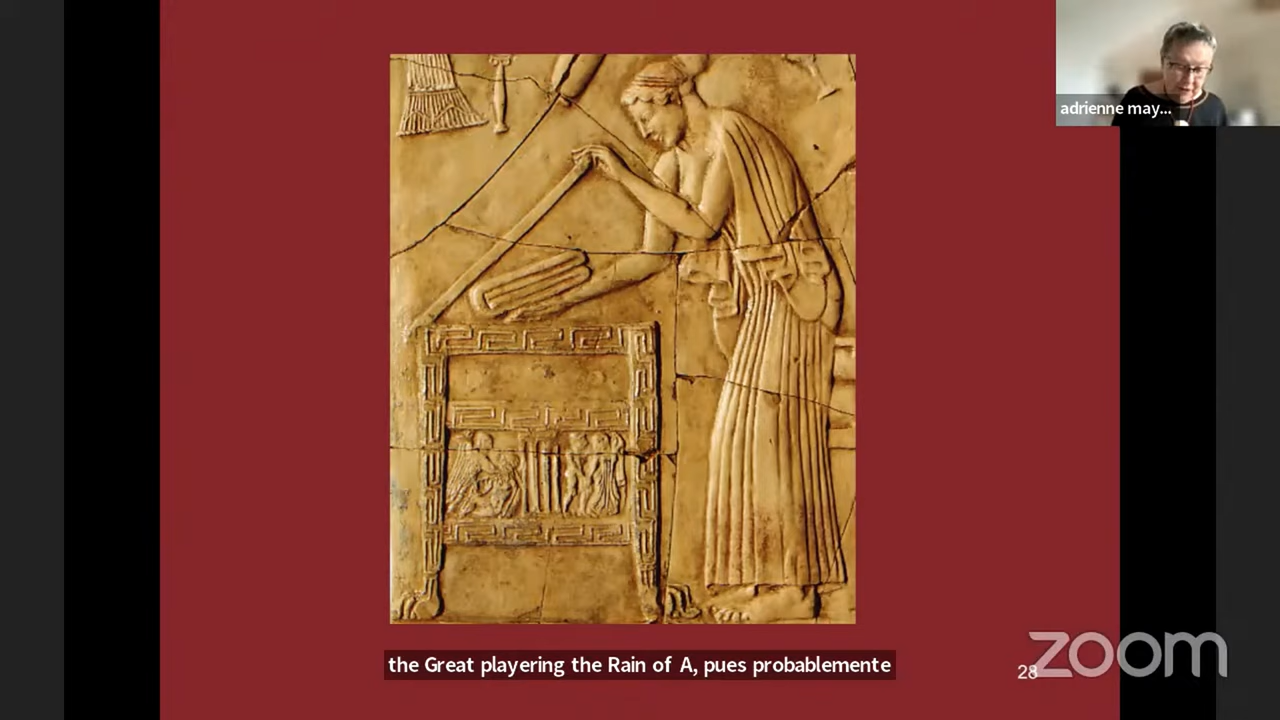 adrienne may...
the Great playering the Rain of A, pues probablemente
28
zoom